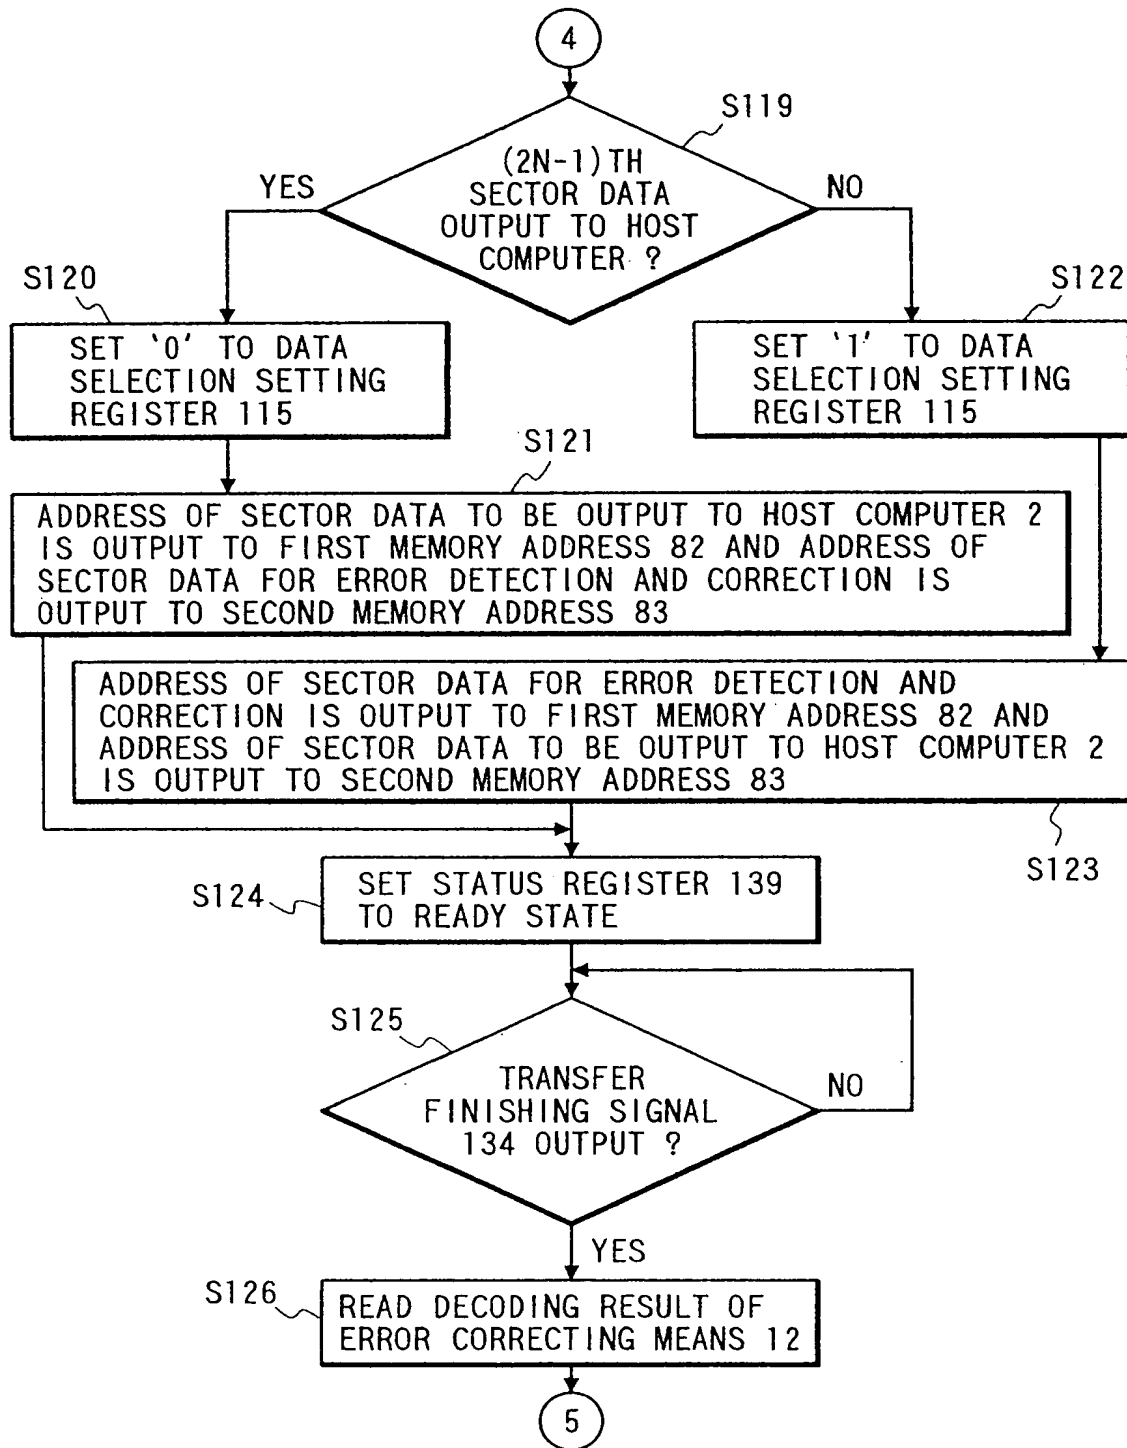 4
S119
(2N-1)TH
SECTOR DATA
OUTPUT TO HOST
COMPUTER ?
YES
NO
S120
SET '0' TO DATA
SELECTION SETTING
REGISTER 115
S122
SET '1' TO DATA
SELECTION SETTING
REGISTER 115
S121
ADDRESS OF SECTOR DATA TO BE OUTPUT TO HOST COMPUTER 2
IS OUTPUT TO FIRST MEMORY ADDRESS 82 AND ADDRESS OF
SECTOR DATA FOR ERROR DETECTION AND CORRECTION IS
OUTPUT TO SECOND MEMORY ADDRESS 83
ADDRESS OF SECTOR DATA FOR ERROR DETECTION AND
CORRECTION IS OUTPUT TO FIRST MEMORY ADDRESS 82 AND
ADDRESS OF SECTOR DATA TO BE OUTPUT TO HOST COMPUTER 2
IS OUTPUT TO SECOND MEMORY ADDRESS 83
S123
S124
SET STATUS REGISTER 139
TO READY STATE
S125
TRANSFER
FINISHING SIGNAL
134 OUTPUT ?
NO
YES
S126
READ DECODING RESULT OF
ERROR CORRECTING MEANS 12
5